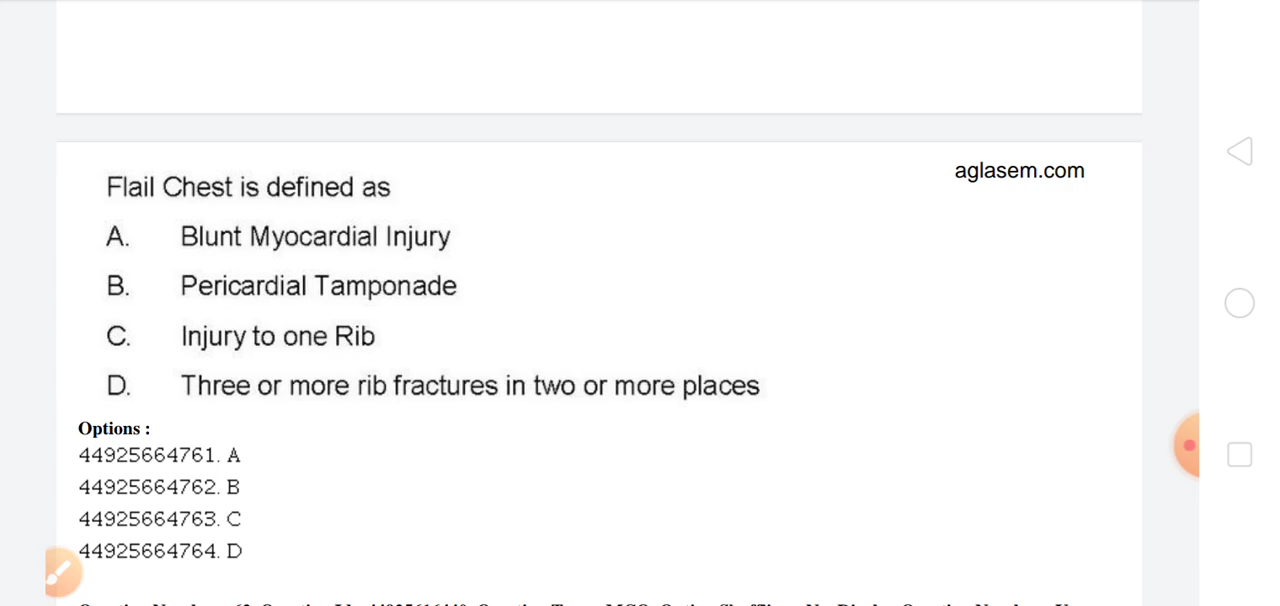 aglasem.com
Flail Chest is defined as
A. Blunt Myocardial Injury
B. Pericardial Tamponade
C. Injury to one Rib
D. Three or more rib fractures in two or more places
Options :
44925664761. A
44925664762. B
44925664763. C
44925664764. D